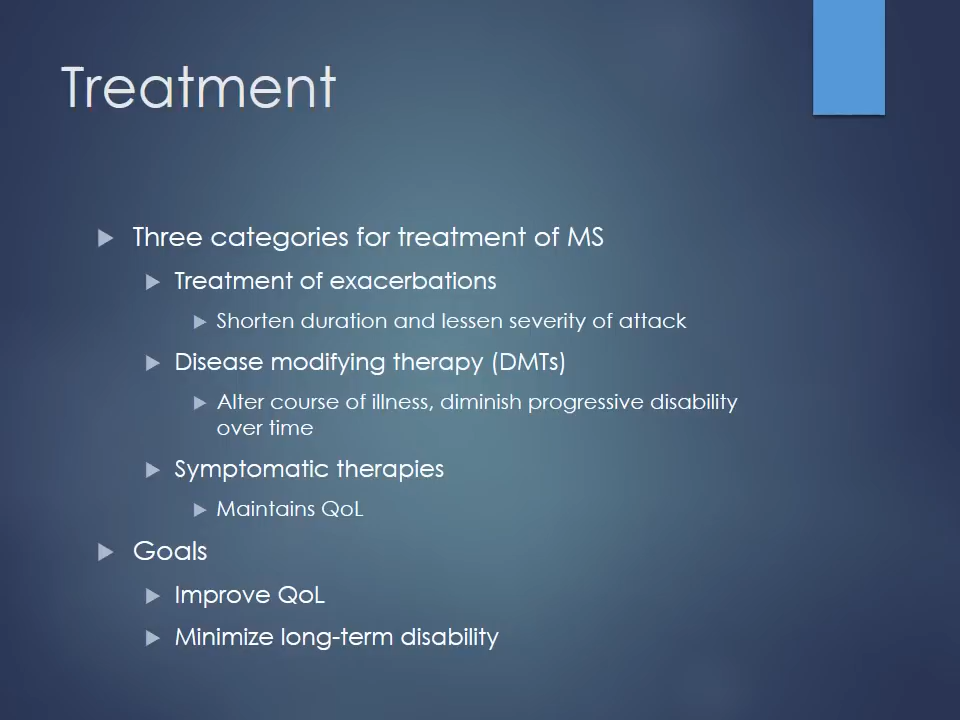 Treatment
Three categories for treatment of MS
Treatment of exacerbations
Shorten duration and lessen severity of attack
Disease modifying therapy (DMTs)
Alter course of illness, diminish progressive disability
over time
Symptomatic therapies
Maintains QoL
Goals
Improve QoL
Minimize long-term disability